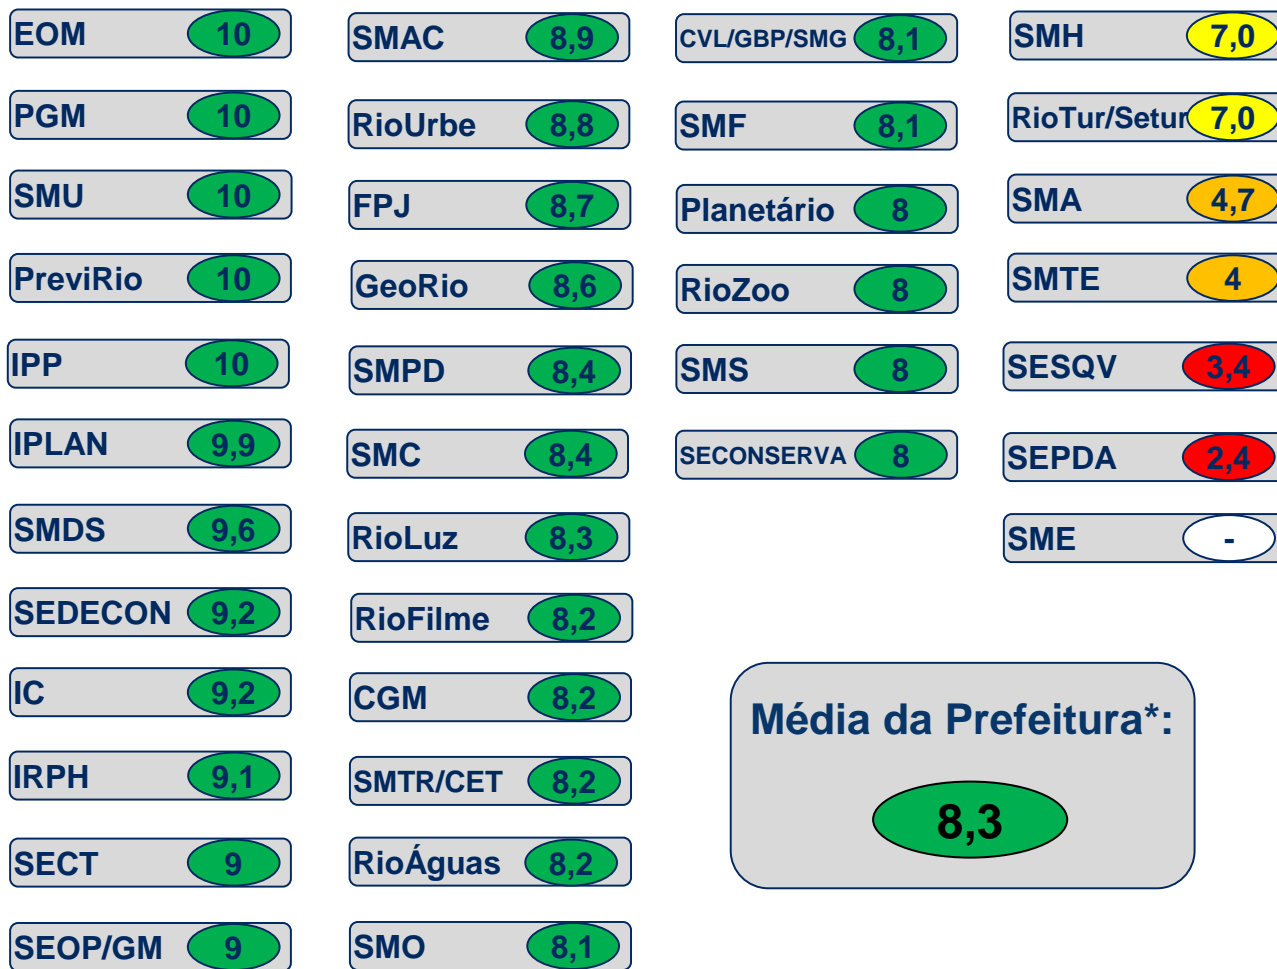 EOM 10
PGM 10
SMU 10
PreviRio 10
IPP 10
IPLAN 9,9
SMDS 9,6
SEDECON 9,2
IC 9,2
IRPH 9,1
SECT 9
SEOP/GM 9
SMAC 8,9
RioUrbe 8,8
FPJ 8,7
GeoRio 8,6
SMPD 8,4
SMC 8,4
RioLuz 8,3
RioFilme 8,2
CGM 8,2
SMTR/CET 8,2
RioÁguas 8,2
SMO 8,1
CVL/GBP/SMG 8,1
SMF 8,1
Planetário 8
RioZoo 8
SMS 8
SECONSERVA 8
SMH 7,0
RioTur/Setur 7,0
SMA 4,7
SMTE 4
SESQV 3,4
SEPDA 2,4
SME -
Média da Prefeitura*:
8,3